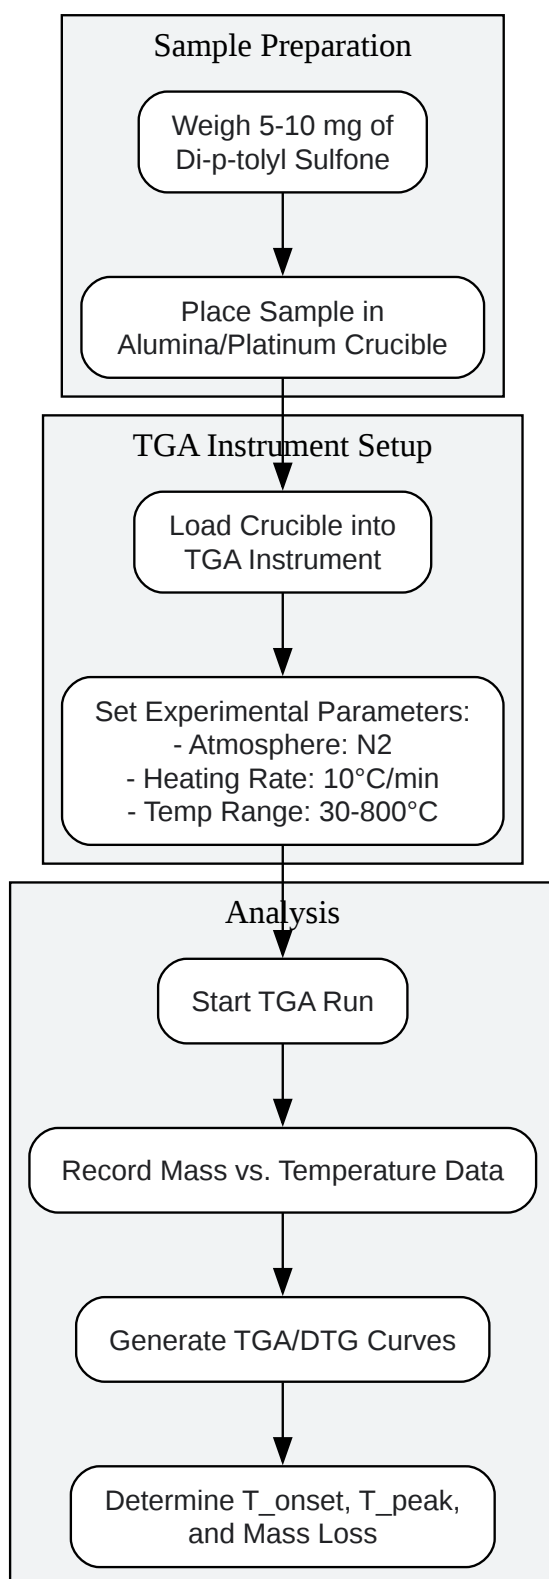 Sample Preparation
Weigh 5-10 mg of
Di-p-tolyl Sulfone
Place Sample in
Alumina/Platinum Crucible
TGA Instrument Setup
Load Crucible into
TGA Instrument
Set Experimental Parameters:
- Atmosphere: N2
- Heating Rate: 10°C/min
- Temp Range: 30-800°C
Analysis
Start TGA Run
Record Mass vs. Temperature Data
Generate TGA/DTG Curves
Determine T_onset, T_peak,
and Mass Loss